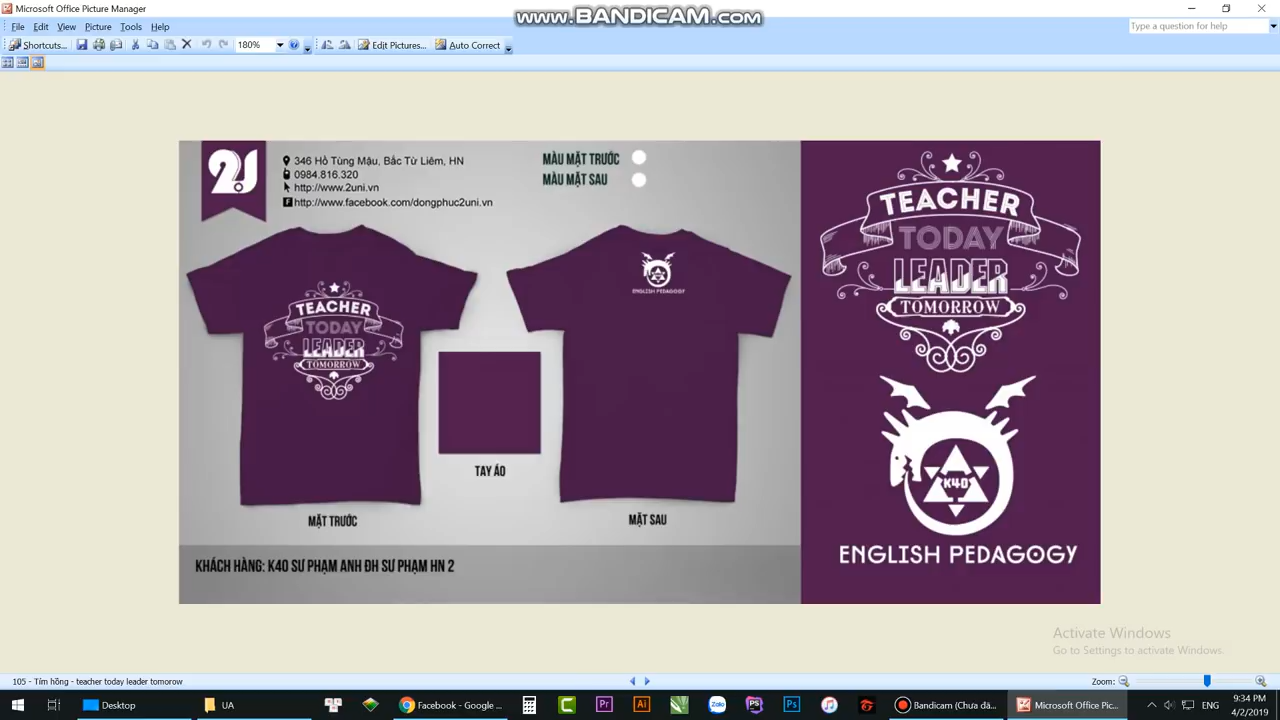 Microsoft Office Picture Manager
www.BANDICAM.com
File Edit View Picture Tools Help
Type a question for help
Shortcuts... 180% Edit Pictures... Auto Correct
2U
346 Hồ Tùng Mậu, Bắc Từ Liêm, HN
0984.816.320
http://www.2uni.vn
http://www.facebook.com/dongphuc2uni.vn
MÀU MẶT TRƯỚC
MÀU MẶT SAU
TEACHER
TODAY
LEADER
TOMORROW
MẶT TRƯỚC
TAY ÁO
ENGLISH PEDAGOGY
MẶT SAU
KHÁCH HÀNG: K40 SƯ PHẠM ANH ĐH SƯ PHẠM HN 2
TEACHER
TODAY
LEADER
TOMORROW
K40
ENGLISH PEDAGOGY
Activate Windows
Go to Settings to activate Windows.
105 - Tím hồng - teacher today leader tomorow
Zoom:
Desktop
UA
Facebook - Google ...
Zalo
Bandicam (Chưa đă...
Microsoft Office Pic...
ENG
9:34 PM
4/2/2019